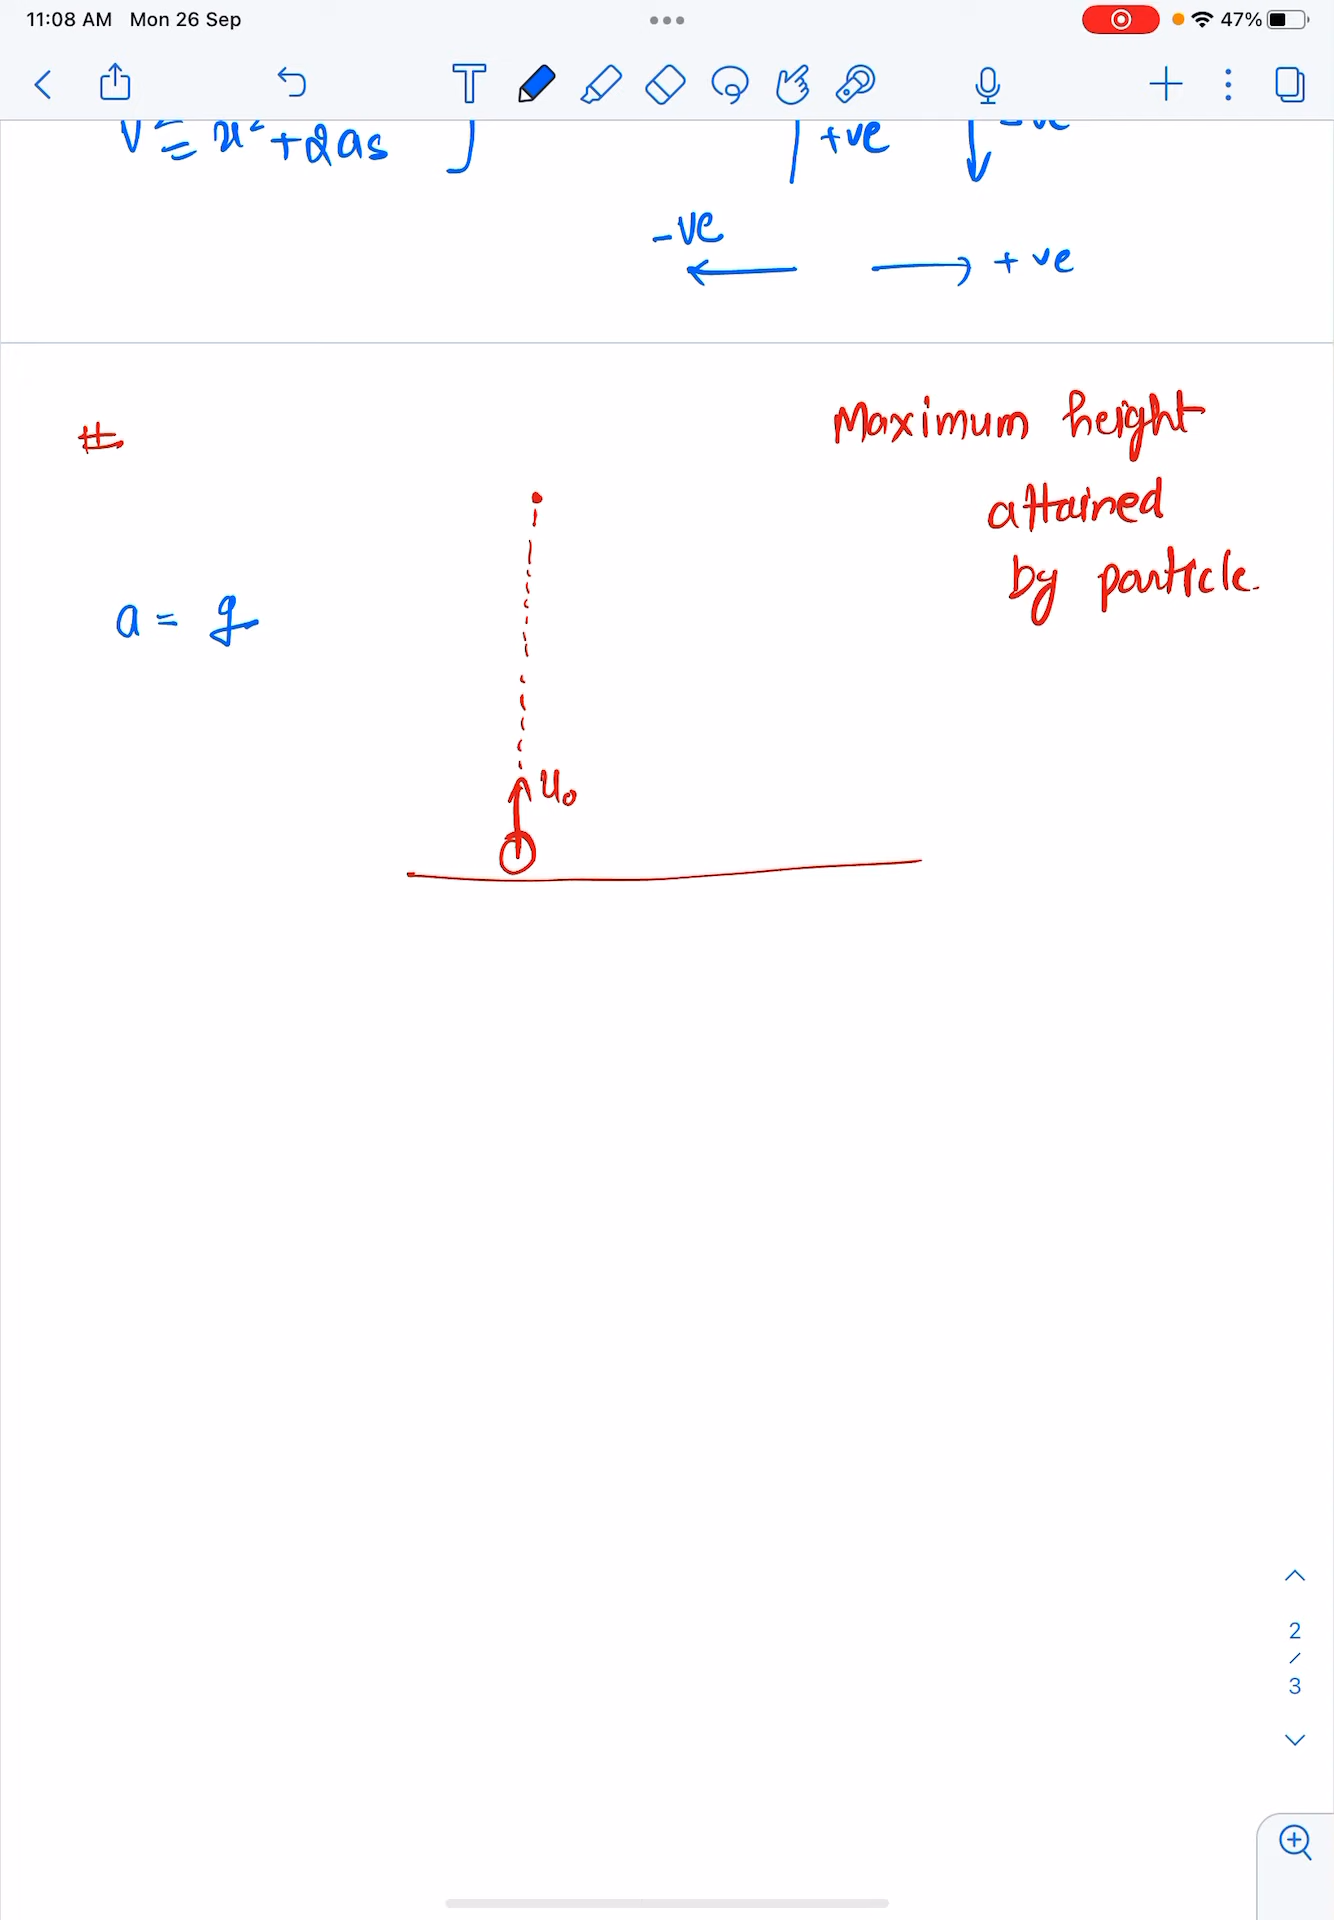 11:08 AM Mon 26 Sep
47%
T
V² = u² + 2as
+ve
-ve
-ve
+ve
#
Maximum height
attained
by particle.
a = g
u₀
2
/
3